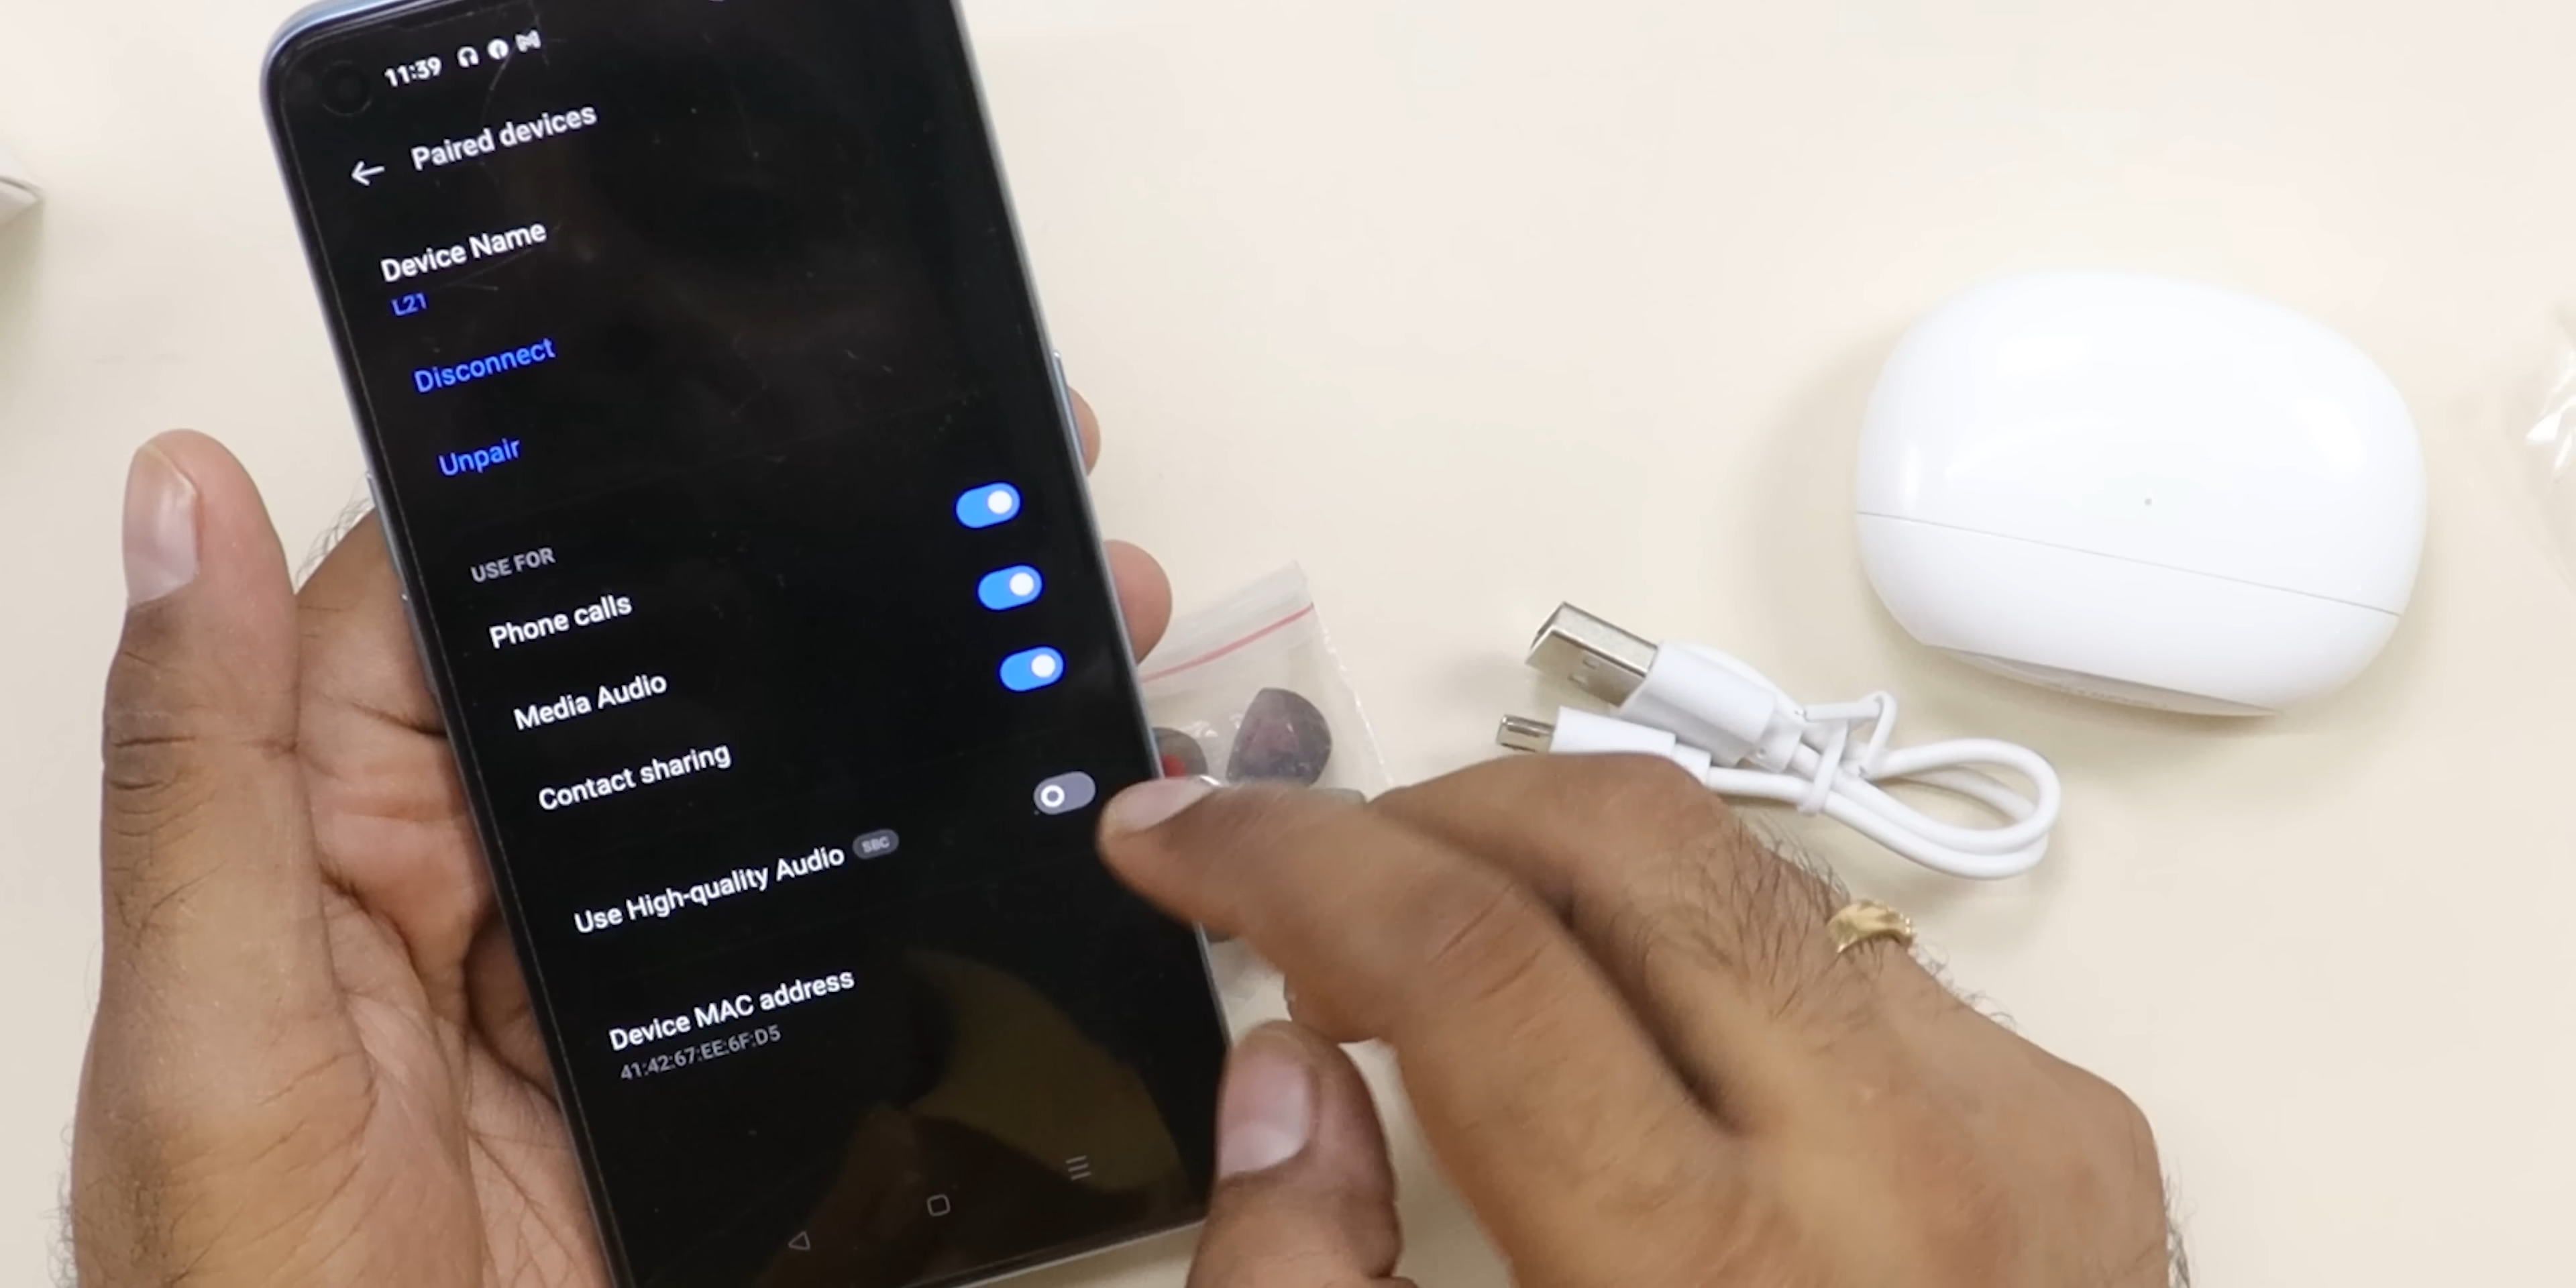 11:39
Paired devices
Device Name
L21
Disconnect
Unpair
USE FOR
Phone calls
Media Audio
Contact sharing
Use High-quality Audio SBC
Device MAC address
41:42:67:EE:6F:D5